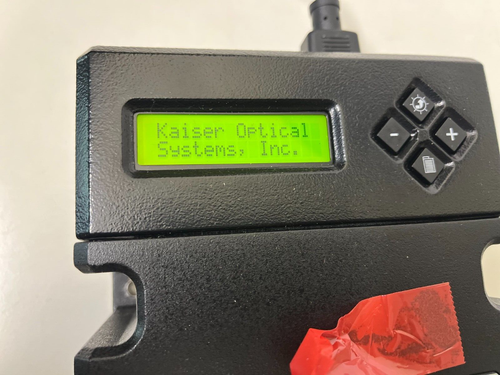 Kaiser Optical
Systems, Inc.
-
+